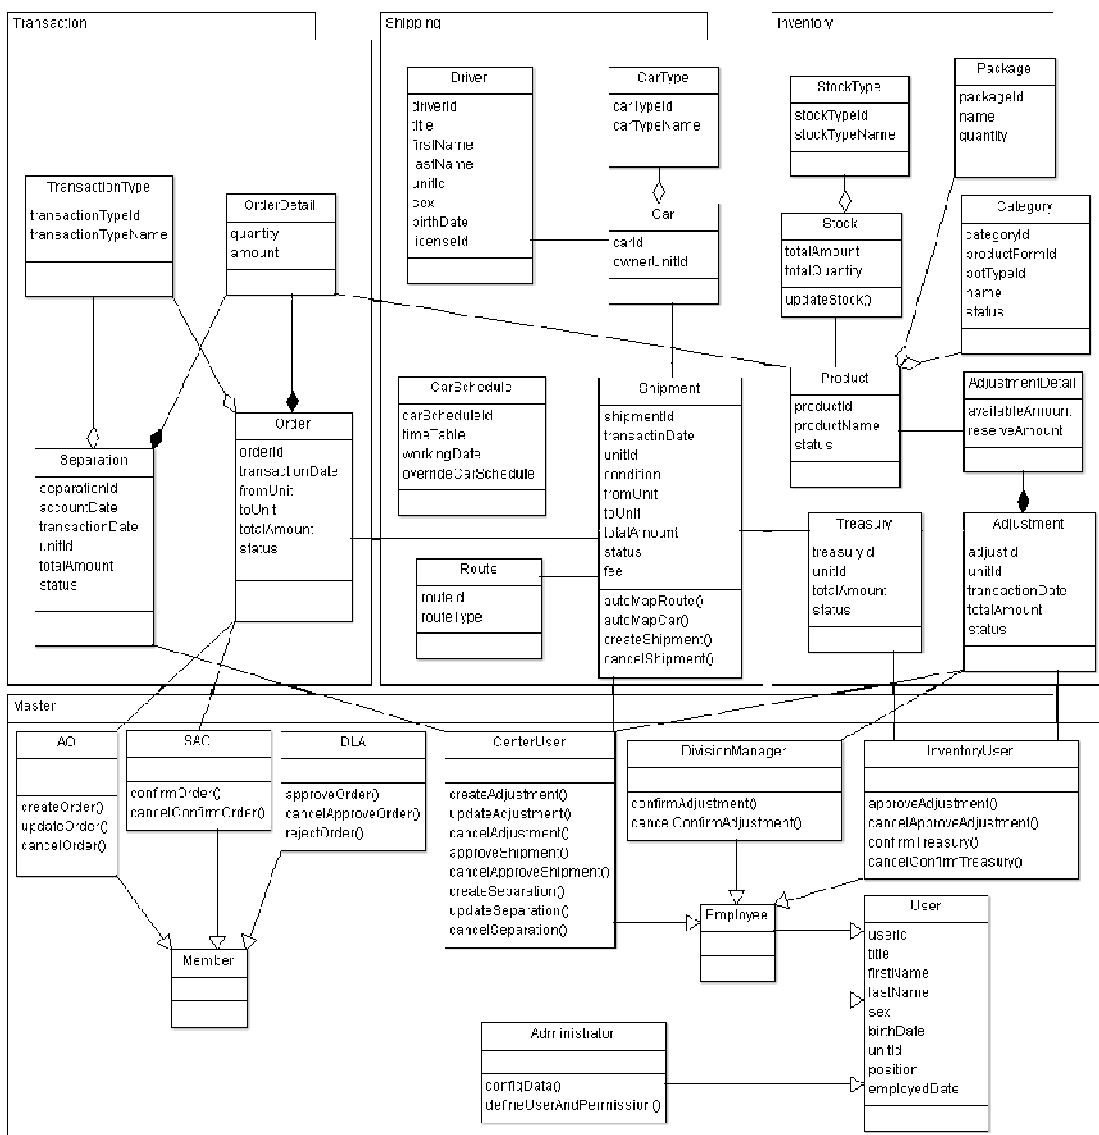 Transaction
TransactionType
transactionTypeId
transactionTypeName
OrderDetail
quantity
amount
Separation
separationId
accountDate
transactionDate
unitId
totalAmount
status
Order
orderId
transactionDate
fromUnit
toUnit
totalAmount
status
Shipping
Driver
driverId
title
firstName
lastName
unitId
sex
birthDate
licenseId
CarType
carTypeId
carTypeName
Car
carId
ownerUnitId
CarSchedule
carScheduleId
timeTable
workingDate
overrideCarSchedule
Route
routeId
routeType
Shipment
shipmentId
transactinDate
unitId
condition
fromUnit
toUnit
totalAmount
status
fee
autoMapRoute()
autoMapCar()
createShipment()
cancelShipment()
Inventory
StockType
stockTypeId
stockTypeName
Package
packageId
name
quantity
Stock
totalAmount
totalQuantity
updateStock()
Category
categoryId
productFormId
potTypeId
name
status
Product
productId
productName
status
AdjustmentDetail
availableAmount
reserveAmount
Treasury
treasuryId
unitId
totalAmount
status
Adjustment
adjustId
unitId
transactionDate
totalAmount
status
Master
AO
createOrder()
updateOrder()
cancelOrder()
SAO
confirmOrder()
cancelConfirmOrder()
DLA
approveOrder()
cancelApproveOrder()
rejectOrder()
CenterUser
createAdjustment()
updateAdjustment()
cancelAdjustment()
approveShipment()
cancelApproveShipment()
createSeparation()
updateSeparation()
cancelSeparation()
DivisionManager
confirmAdjustment()
cancelConfirmAdjustment()
InventoryUser
approveAdjustment()
cancelApproveAdjustment()
confirmTreasury()
cancelConfirmTreasury()
Member
Employee
User
userId
title
firstName
lastName
sex
birthDate
unitId
position
employedDate
Administrator
configData()
defineUserAndPermission()